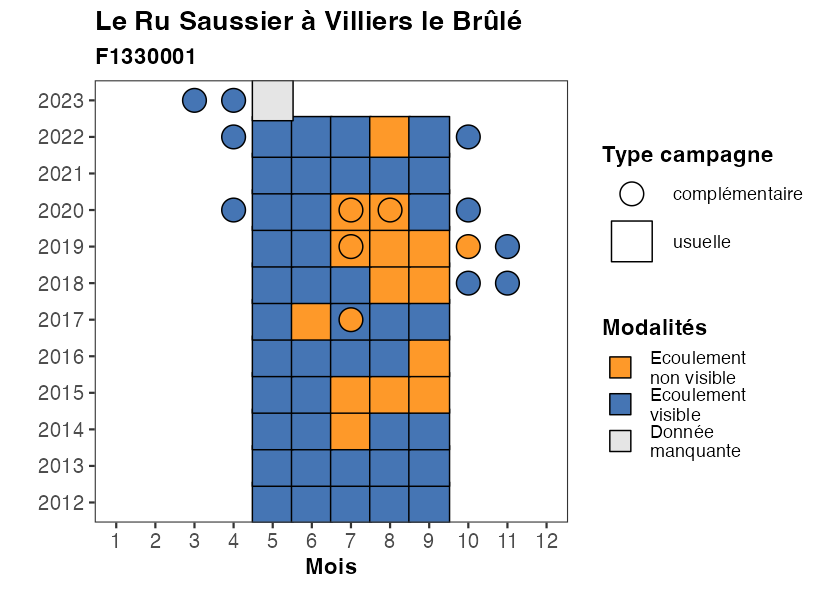 Le Ru Saussier à Villiers le Brûlé
F1330001
2023
2022
2021
2020
2019
2018
2017
2016
2015
2014
2013
2012
1 2 3 4 5 6 7 8 9 10 11 12
Mois
Type campagne
complémentaire
usuelle
Modalités
Ecoulement
non visible
Ecoulement
visible
Donnée
manquante